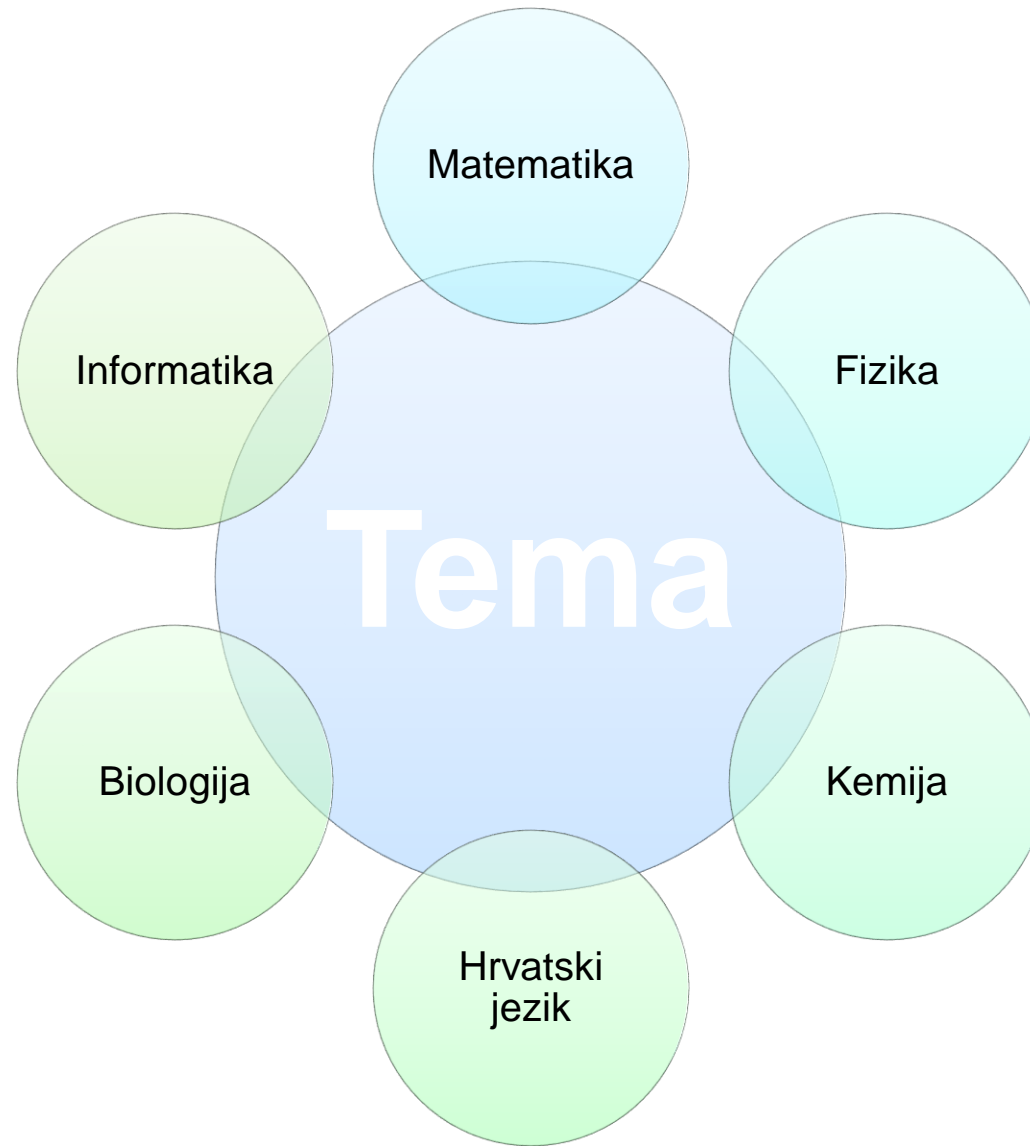 Matematika
Informatika
Fizika
Tema
Biologija
Kemija
Hrvatski
jezik